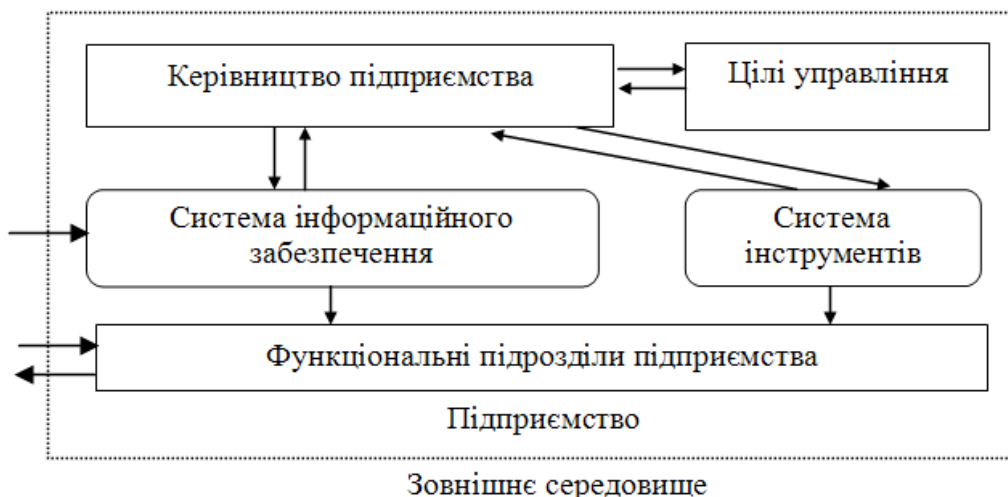 Керівництво підприємства
Цілі управління
Система інформаційного
забезпечення
Система
інструментів
Функціональні підрозділи підприємства
Підприємство
Зовнішнє середовище